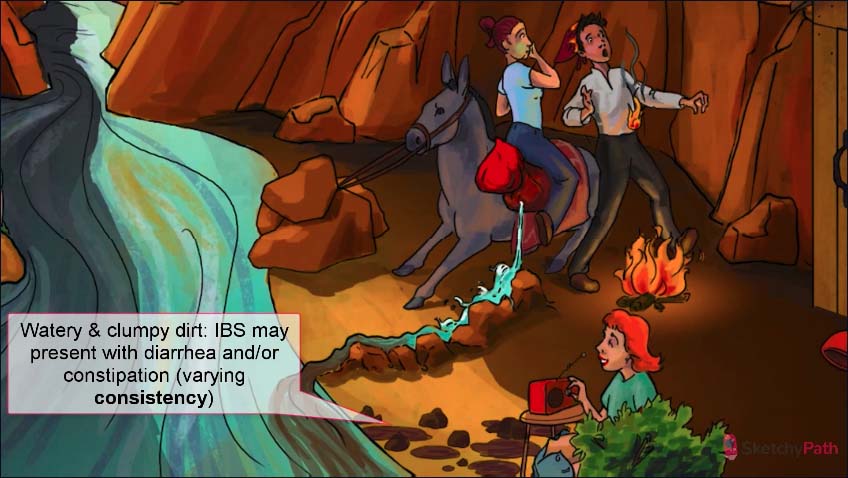 Watery & clumpy dirt: IBS may
present with diarrhea and/or
constipation (varying
consistency)
SketchyPath